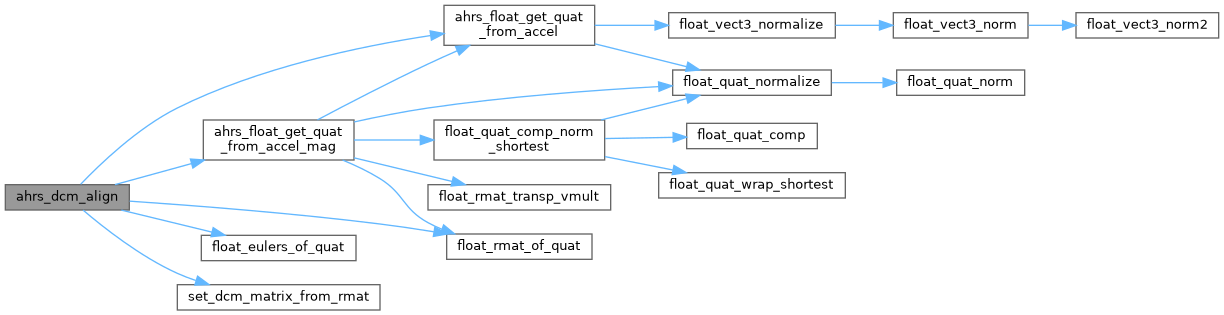 ahrs_dcm_align
ahrs_float_get_quat
_from_accel
ahrs_float_get_quat
_from_accel_mag
float_eulers_of_quat
set_dcm_matrix_from_rmat
float_vect3_normalize
float_quat_normalize
float_quat_comp_norm
_shortest
float_rmat_transp_vmult
float_rmat_of_quat
float_vect3_norm
float_vect3_norm2
float_quat_norm
float_quat_comp
float_quat_wrap_shortest